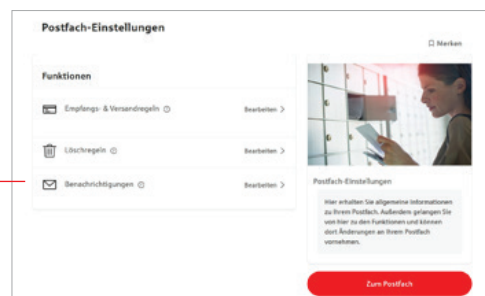 Postfach-Einstellungen
Merken
Funktionen
Empfangs- & Versandregeln
Bearbeiten >
Löschregeln
Bearbeiten >
Benachrichtigungen
Bearbeiten >
Postfach-Einstellungen
Hier erhalten Sie allgemeine Informationen
zu Ihrem Postfach. Außerdem gelangen Sie
von hier zu den Funktionen und können
dort Änderungen an Ihrem Postfach
vornehmen.
Zum Postfach